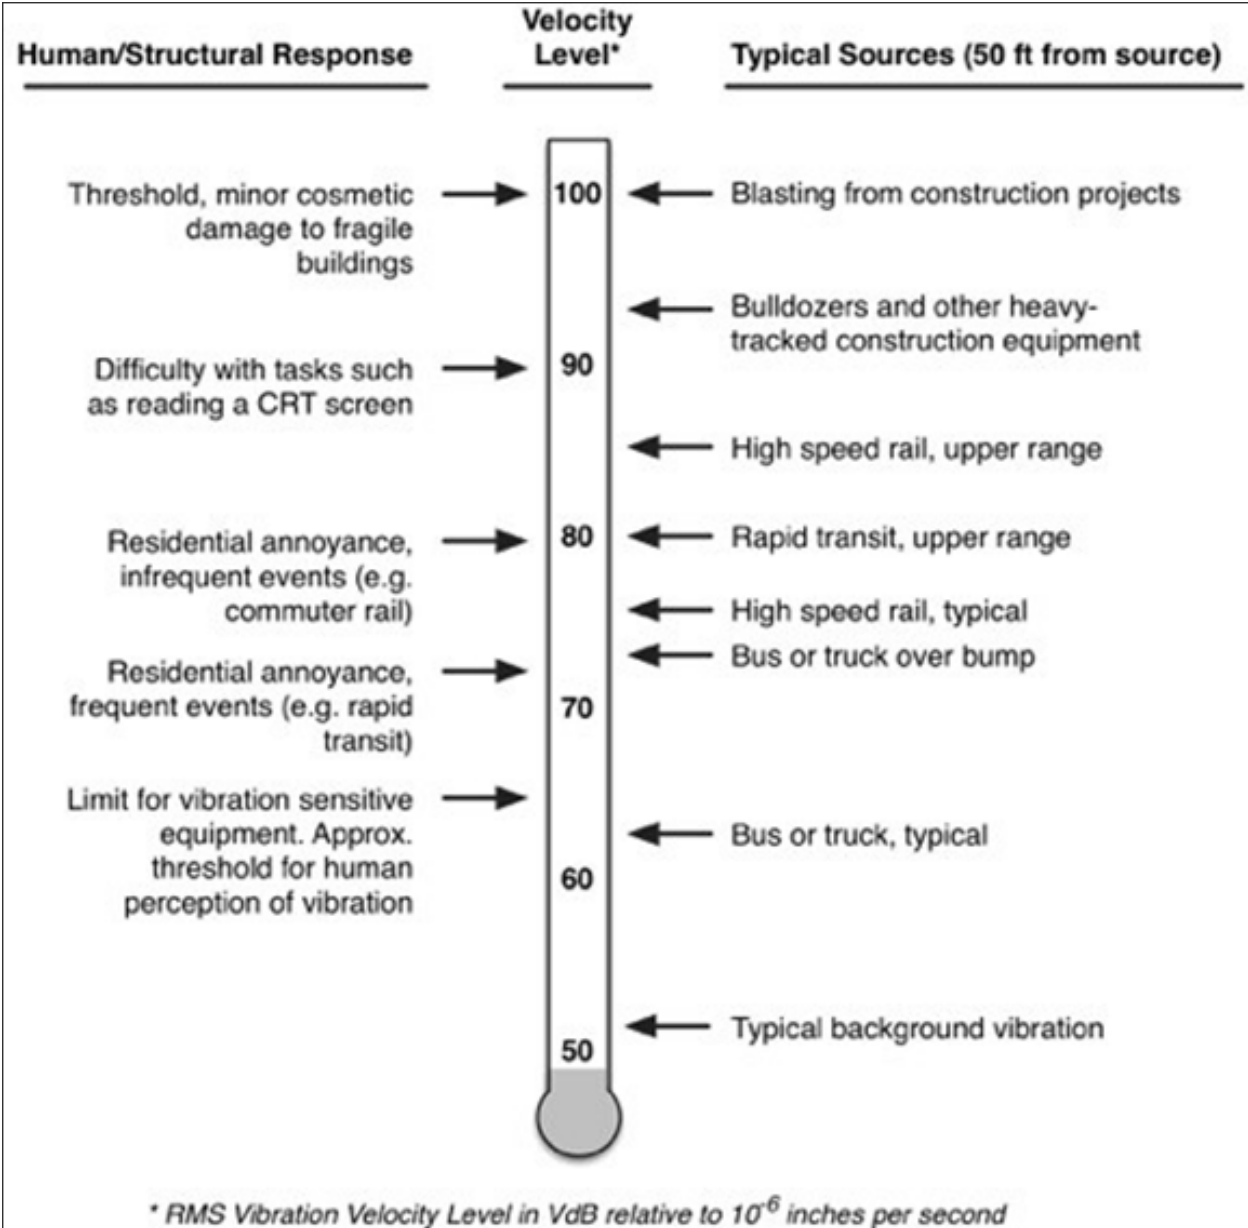 Human/Structural Response
Velocity
Level*
Typical Sources (50 ft from source)
Threshold, minor cosmetic
damage to fragile
buildings
100
Blasting from construction projects
Bulldozers and other heavy-
tracked construction equipment
Difficulty with tasks such
as reading a CRT screen
90
High speed rail, upper range
Residential annoyance,
infrequent events (e.g.
commuter rail)
80
Rapid transit, upper range
High speed rail, typical
Bus or truck over bump
Residential annoyance,
frequent events (e.g. rapid
transit)
70
Limit for vibration sensitive
equipment. Approx.
threshold for human
perception of vibration
Bus or truck, typical
60
Typical background vibration
50
* RMS Vibration Velocity Level in VdB relative to 10⁻⁶ inches per second